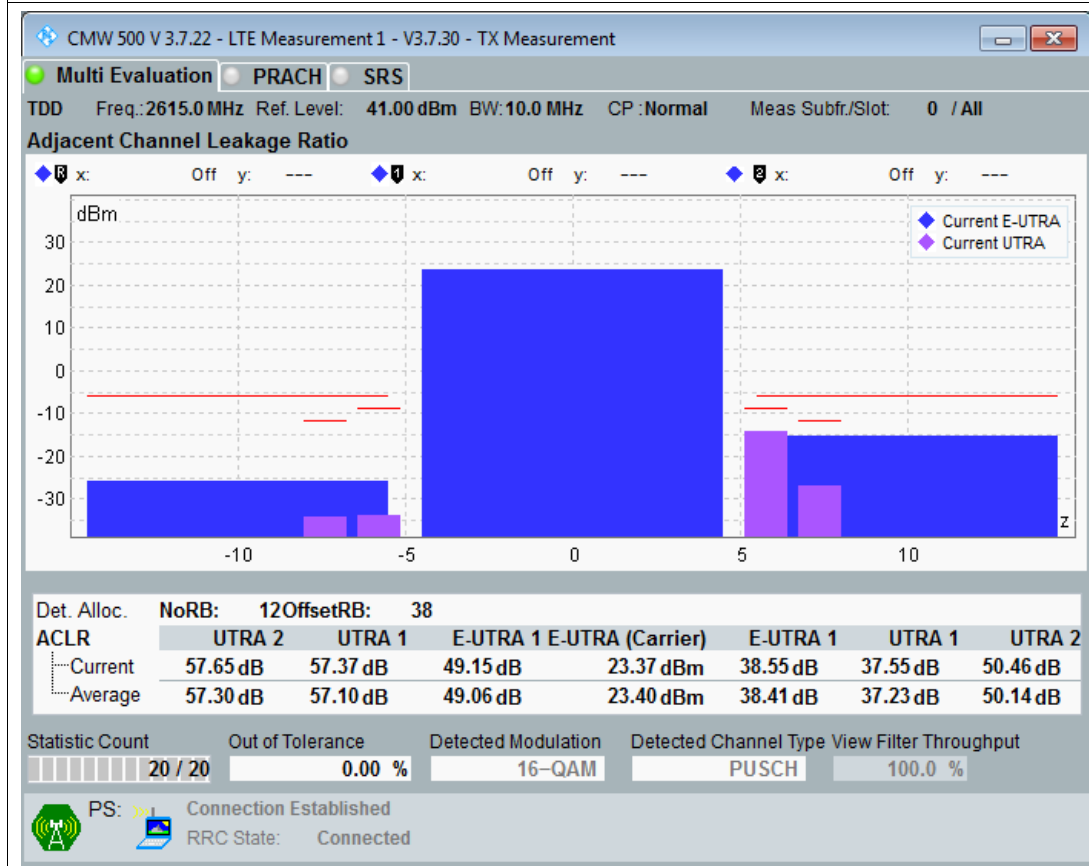 CMW 500 V 3.7.22 - LTE Measurement 1 - V3.7.30 - TX Measurement
Multi Evaluation PRACH SRS
TDD Freq.: 2615.0 MHz Ref. Level: 41.00 dBm BW: 10.0 MHz CP : Normal Meas Subfr./Slot: 0 / All
Adjacent Channel Leakage Ratio
R x: Off y: --- 1 x: Off y: --- 2 x: Off y: ---
dBm
Current E-UTRA
Current UTRA
30
20
10
0
-10
-20
-30
z
-10 -5 0 5 10
Det. Alloc. NoRB: 12 OffsetRB: 38
ACLR UTRA 2 UTRA 1 E-UTRA 1 E-UTRA (Carrier) E-UTRA 1 UTRA 1 UTRA 2
Current 57.65 dB 57.37 dB 49.15 dB 23.37 dBm 38.55 dB 37.55 dB 50.46 dB
Average 57.30 dB 57.10 dB 49.06 dB 23.40 dBm 38.41 dB 37.23 dB 50.14 dB
Statistic Count Out of Tolerance Detected Modulation Detected Channel Type View Filter Throughput
20 / 20 0.00 % 16-QAM PUSCH 100.0 %
PS: Connection Established
RRC State: Connected